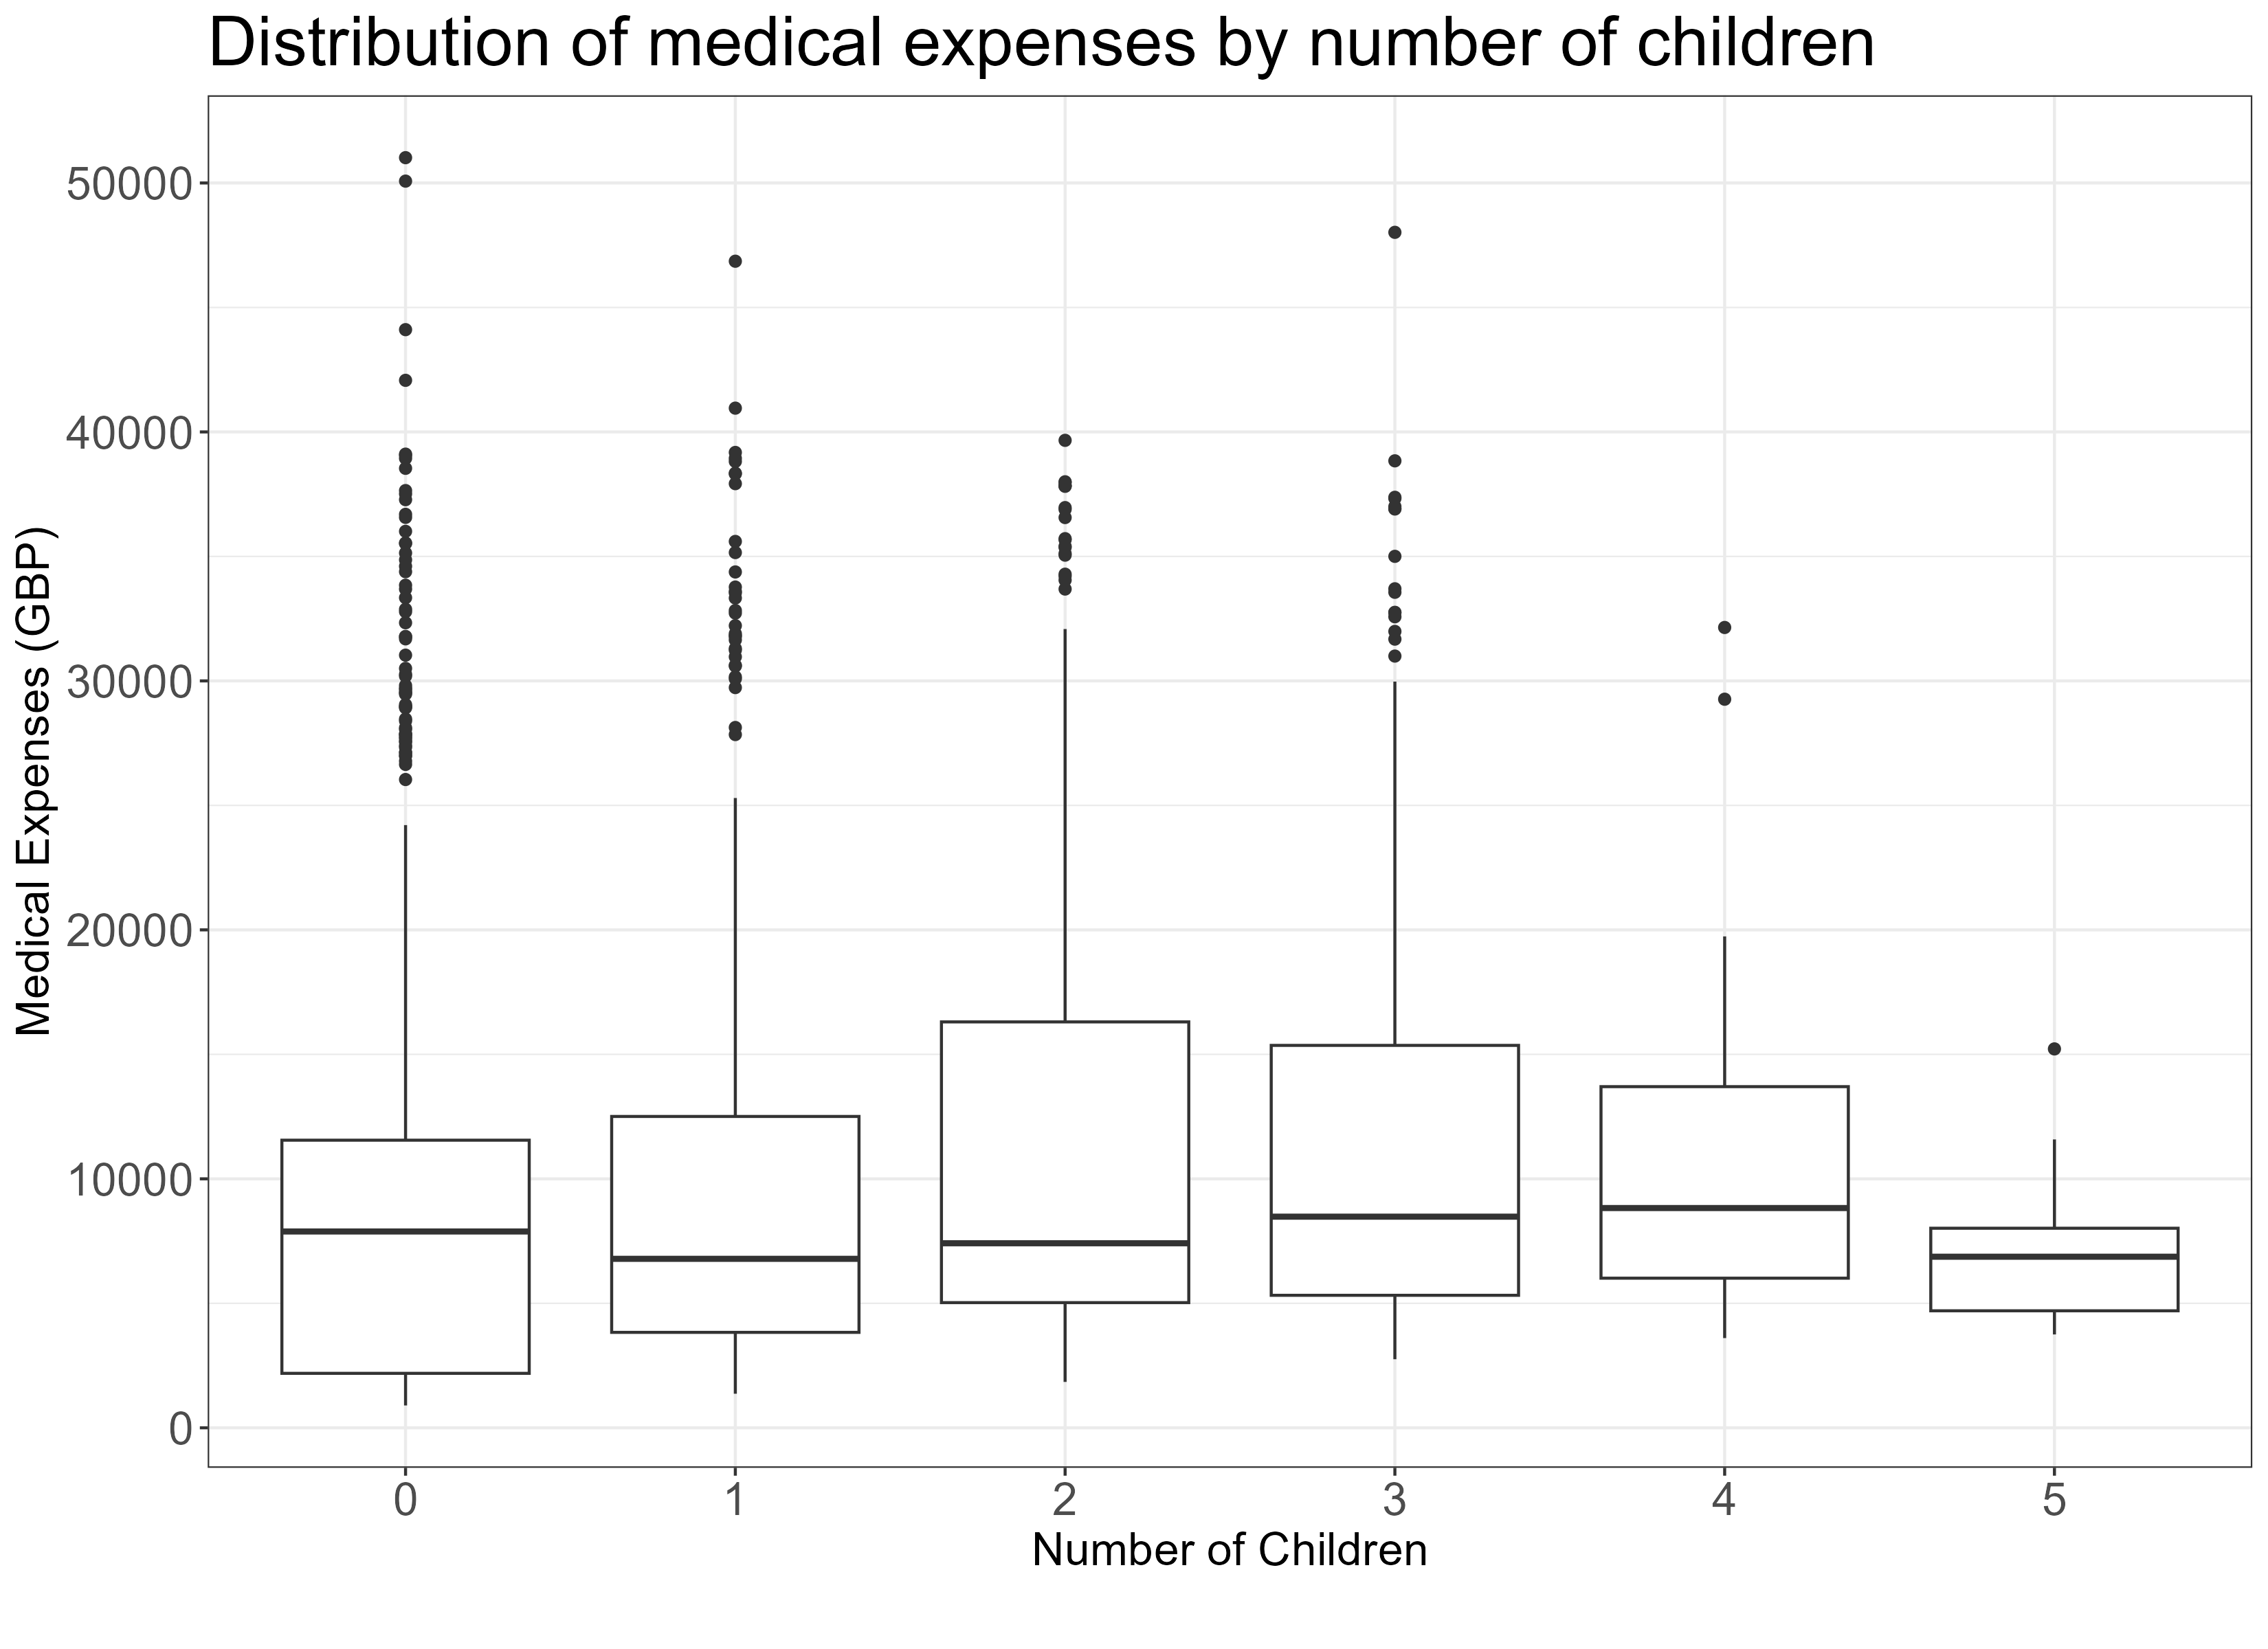 Distribution of medical expenses by number of children
Medical Expenses (GBP)
50000
40000
30000
20000
10000
0
0 1 2 3 4 5
Number of Children